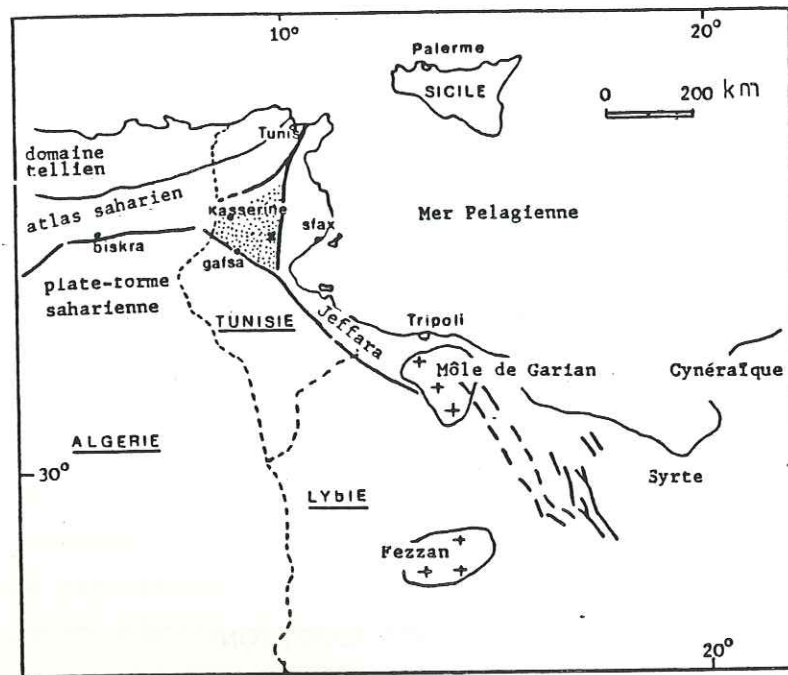 10°
20°
Palerme
SICILE
0 200 km
Tunis
domaine
tellien
atlas saharien
Kasserine
sfax
Mer Pelagienne
biskra
gafsa
plate-forme
saharienne
TUNISIE
Jeffara
Tripoli
Môle de Garian
Cynéraïque
ALGERIE
30°
Syrte
LYbIE
Fezzan
20°